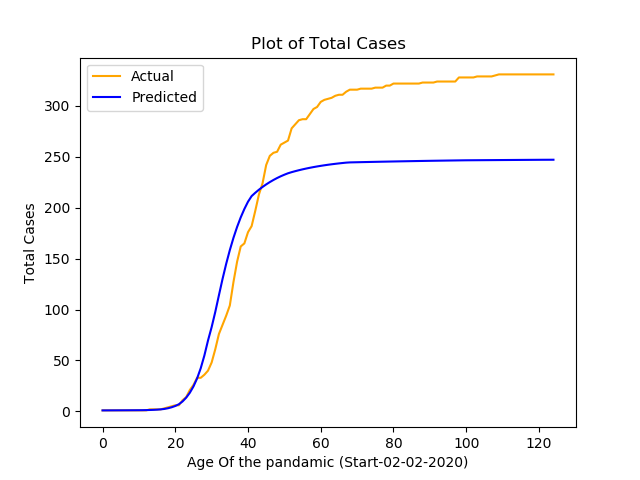 Plot of Total Cases
Actual
Predicted
300
250
200
150
100
50
0
Total Cases
0 20 40 60 80 100 120
Age Of the pandamic (Start-02-02-2020)